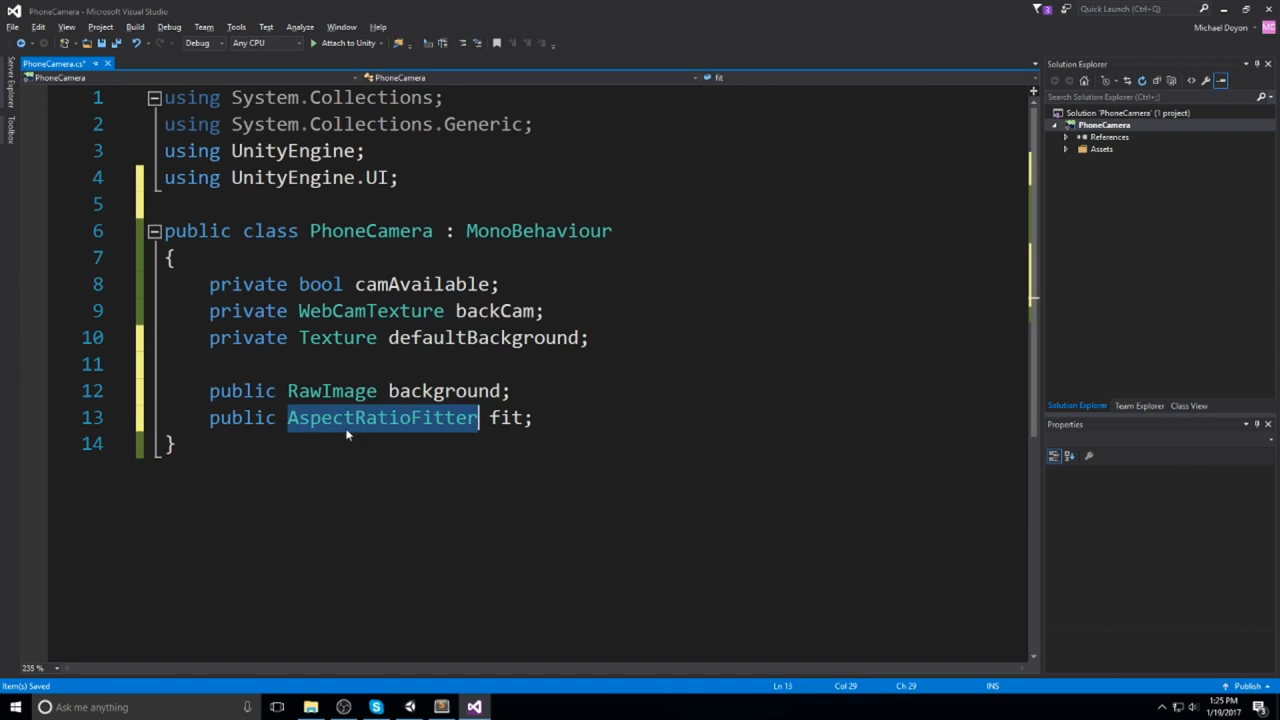 PhoneCamera - Microsoft Visual Studio
3
Quick Launch (Ctrl+Q)
File Edit View Project Build Debug Team Tools Test Analyze Window Help
Michael Doyon
Debug Any CPU Attach to Unity
Server Explorer
Toolbox
PhoneCamera.cs*
PhoneCamera PhoneCamera fit
1 using System.Collections;
2 using System.Collections.Generic;
3 using UnityEngine;
4 using UnityEngine.UI;
5
6 public class PhoneCamera : MonoBehaviour
7 {
8 private bool camAvailable;
9 private WebCamTexture backCam;
10 private Texture defaultBackground;
11
12 public RawImage background;
13 public AspectRatioFitter fit;
14 }
Solution Explorer
Search Solution Explorer (Ctrl+;)
Solution 'PhoneCamera' (1 project)
PhoneCamera
References
Assets
Solution Explorer Team Explorer Class View
Properties
235 %
Item(s) Saved Ln 13 Col 29 Ch 29 INS Publish
Ask me anything
1:25 PM
1/19/2017
3